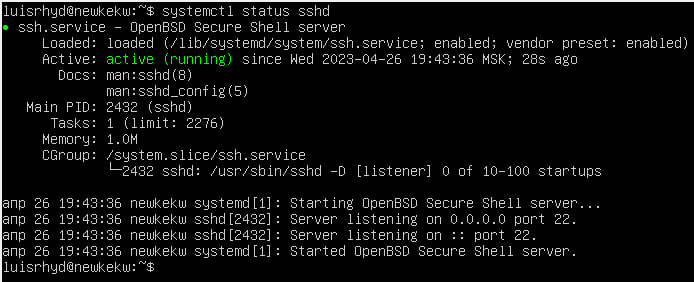 luisrhyd@newkekw:~$ systemctl status sshd
● ssh.service - OpenBSD Secure Shell server
     Loaded: loaded (/lib/systemd/system/ssh.service; enabled; vendor preset: enabled)
     Active: active (running) since Wed 2023-04-26 19:43:36 MSK; 28s ago
       Docs: man:sshd(8)
             man:sshd_config(5)
   Main PID: 2432 (sshd)
      Tasks: 1 (limit: 2276)
     Memory: 1.0M
     CGroup: /system.slice/ssh.service
             └─2432 sshd: /usr/sbin/sshd -D [listener] 0 of 10-100 startups
апр 26 19:43:36 newkekw systemd[1]: Starting OpenBSD Secure Shell server...
апр 26 19:43:36 newkekw sshd[2432]: Server listening on 0.0.0.0 port 22.
апр 26 19:43:36 newkekw sshd[2432]: Server listening on :: port 22.
апр 26 19:43:36 newkekw systemd[1]: Started OpenBSD Secure Shell server.
luisrhyd@newkekw:~$